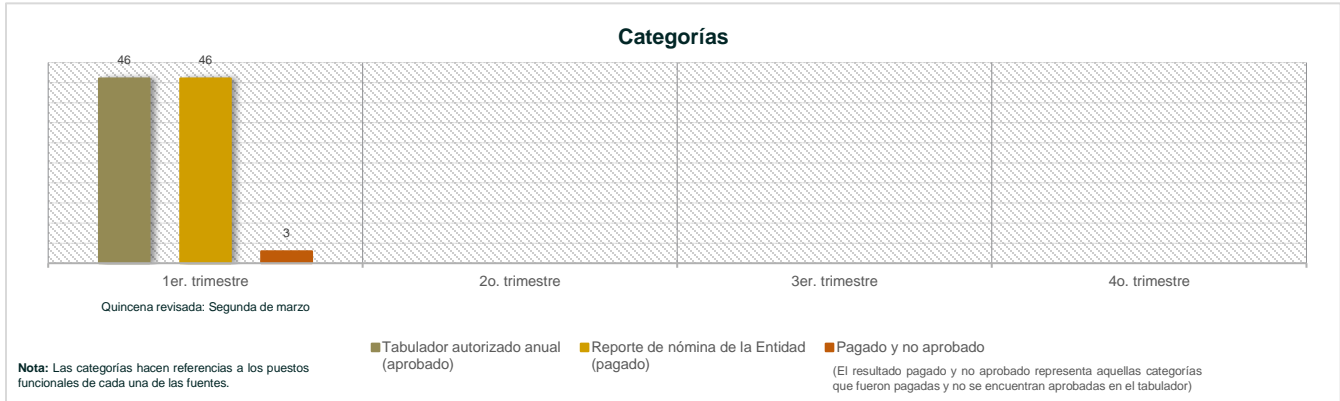 Categorías
46
46
3
1er. trimestre
2o. trimestre
3er. trimestre
4o. trimestre
Quincena revisada: Segunda de marzo
Tabulador autorizado anual
(aprobado)
Reporte de nómina de la Entidad
(pagado)
Pagado y no aprobado
(El resultado pagado y no aprobado representa aquellas categorías
que fueron pagadas y no se encuentran aprobadas en el tabulador)
Nota: Las categorías hacen referencias a los puestos
funcionales de cada una de las fuentes.